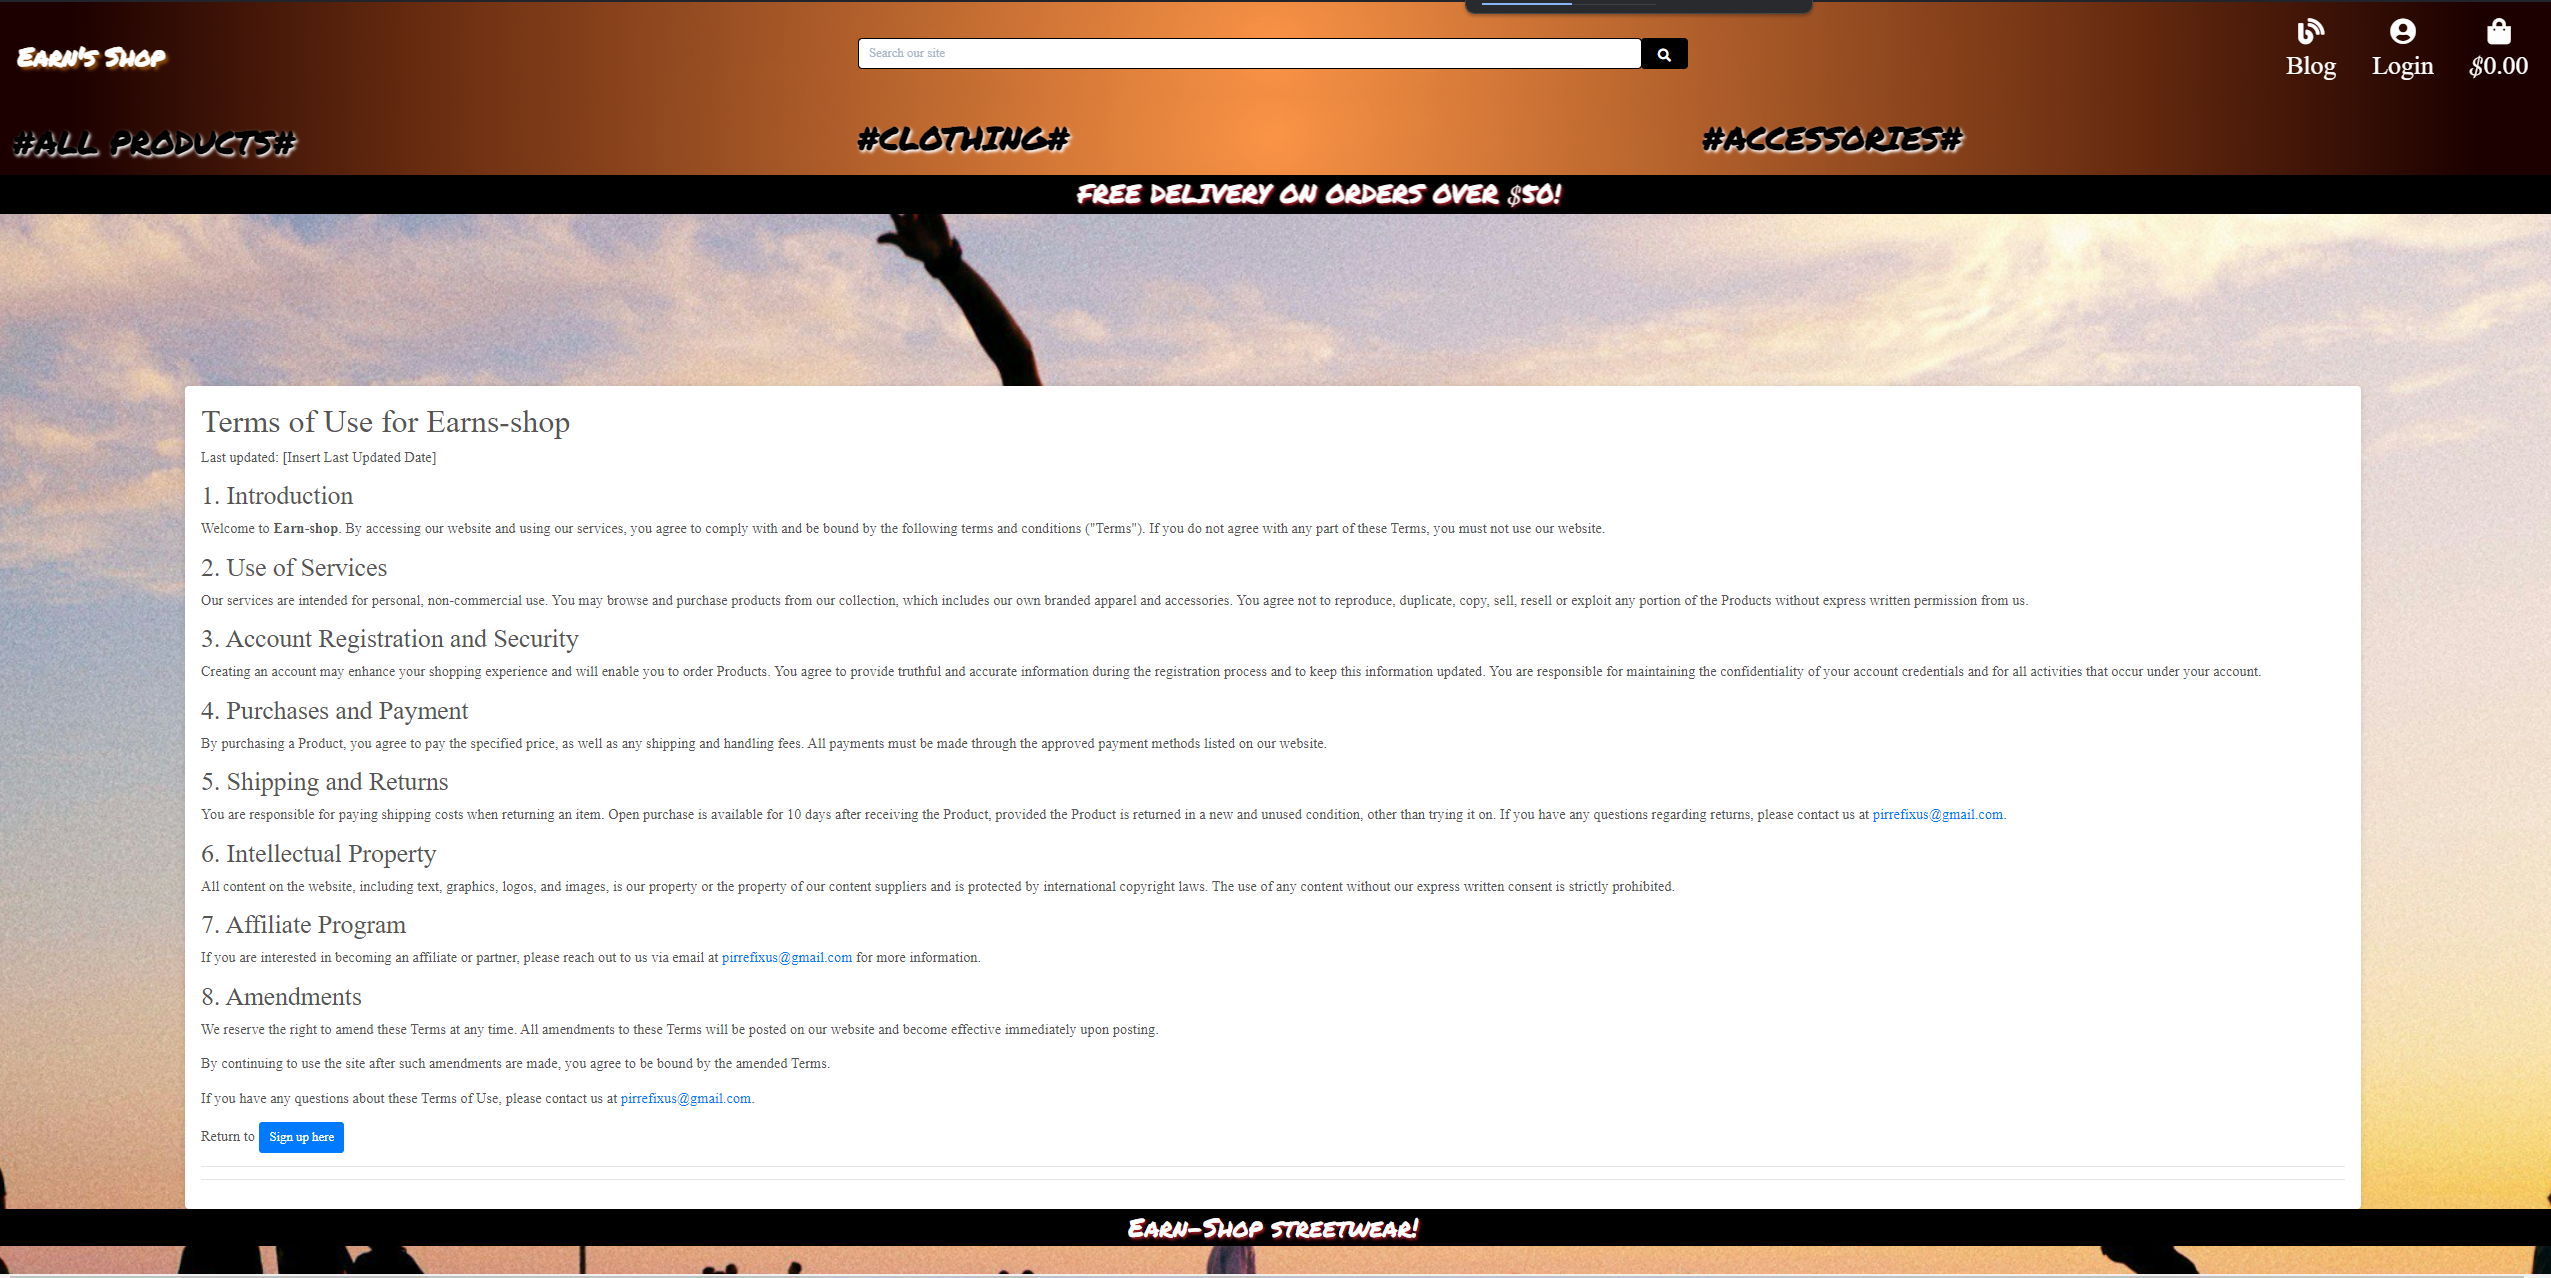 Earn's Shop
Search our site
Blog
Login
$0.00
#ALL PRODUCTS#
#CLOTHING#
#ACCESSORIES#
FREE DELIVERY ON ORDERS OVER $50!
Terms of Use for Earns-shop
Last updated: [Insert Last Updated Date]
1. Introduction
Welcome to Earn-shop. By accessing our website and using our services, you agree to comply with and be bound by the following terms and conditions ("Terms"). If you do not agree with any part of these Terms, you must not use our website.
2. Use of Services
Our services are intended for personal, non-commercial use. You may browse and purchase products from our collection, which includes our own branded apparel and accessories. You agree not to reproduce, duplicate, copy, sell, resell or exploit any portion of the Products without express written permission from us.
3. Account Registration and Security
Creating an account may enhance your shopping experience and will enable you to order Products. You agree to provide truthful and accurate information during the registration process and to keep this information updated. You are responsible for maintaining the confidentiality of your account credentials and for all activities that occur under your account.
4. Purchases and Payment
By purchasing a Product, you agree to pay the specified price, as well as any shipping and handling fees. All payments must be made through the approved payment methods listed on our website.
5. Shipping and Returns
You are responsible for paying shipping costs when returning an item. Open purchase is available for 10 days after receiving the Product, provided the Product is returned in a new and unused condition, other than trying it on. If you have any questions regarding returns, please contact us at pirrefixus@gmail.com.
6. Intellectual Property
All content on the website, including text, graphics, logos, and images, is our property or the property of our content suppliers and is protected by international copyright laws. The use of any content without our express written consent is strictly prohibited.
7. Affiliate Program
If you are interested in becoming an affiliate or partner, please reach out to us via email at pirrefixus@gmail.com for more information.
8. Amendments
We reserve the right to amend these Terms at any time. All amendments to these Terms will be posted on our website and become effective immediately upon posting.
By continuing to use the site after such amendments are made, you agree to be bound by the amended Terms.
If you have any questions about these Terms of Use, please contact us at pirrefixus@gmail.com.
Return to Sign up here
Earn-Shop streetwear!